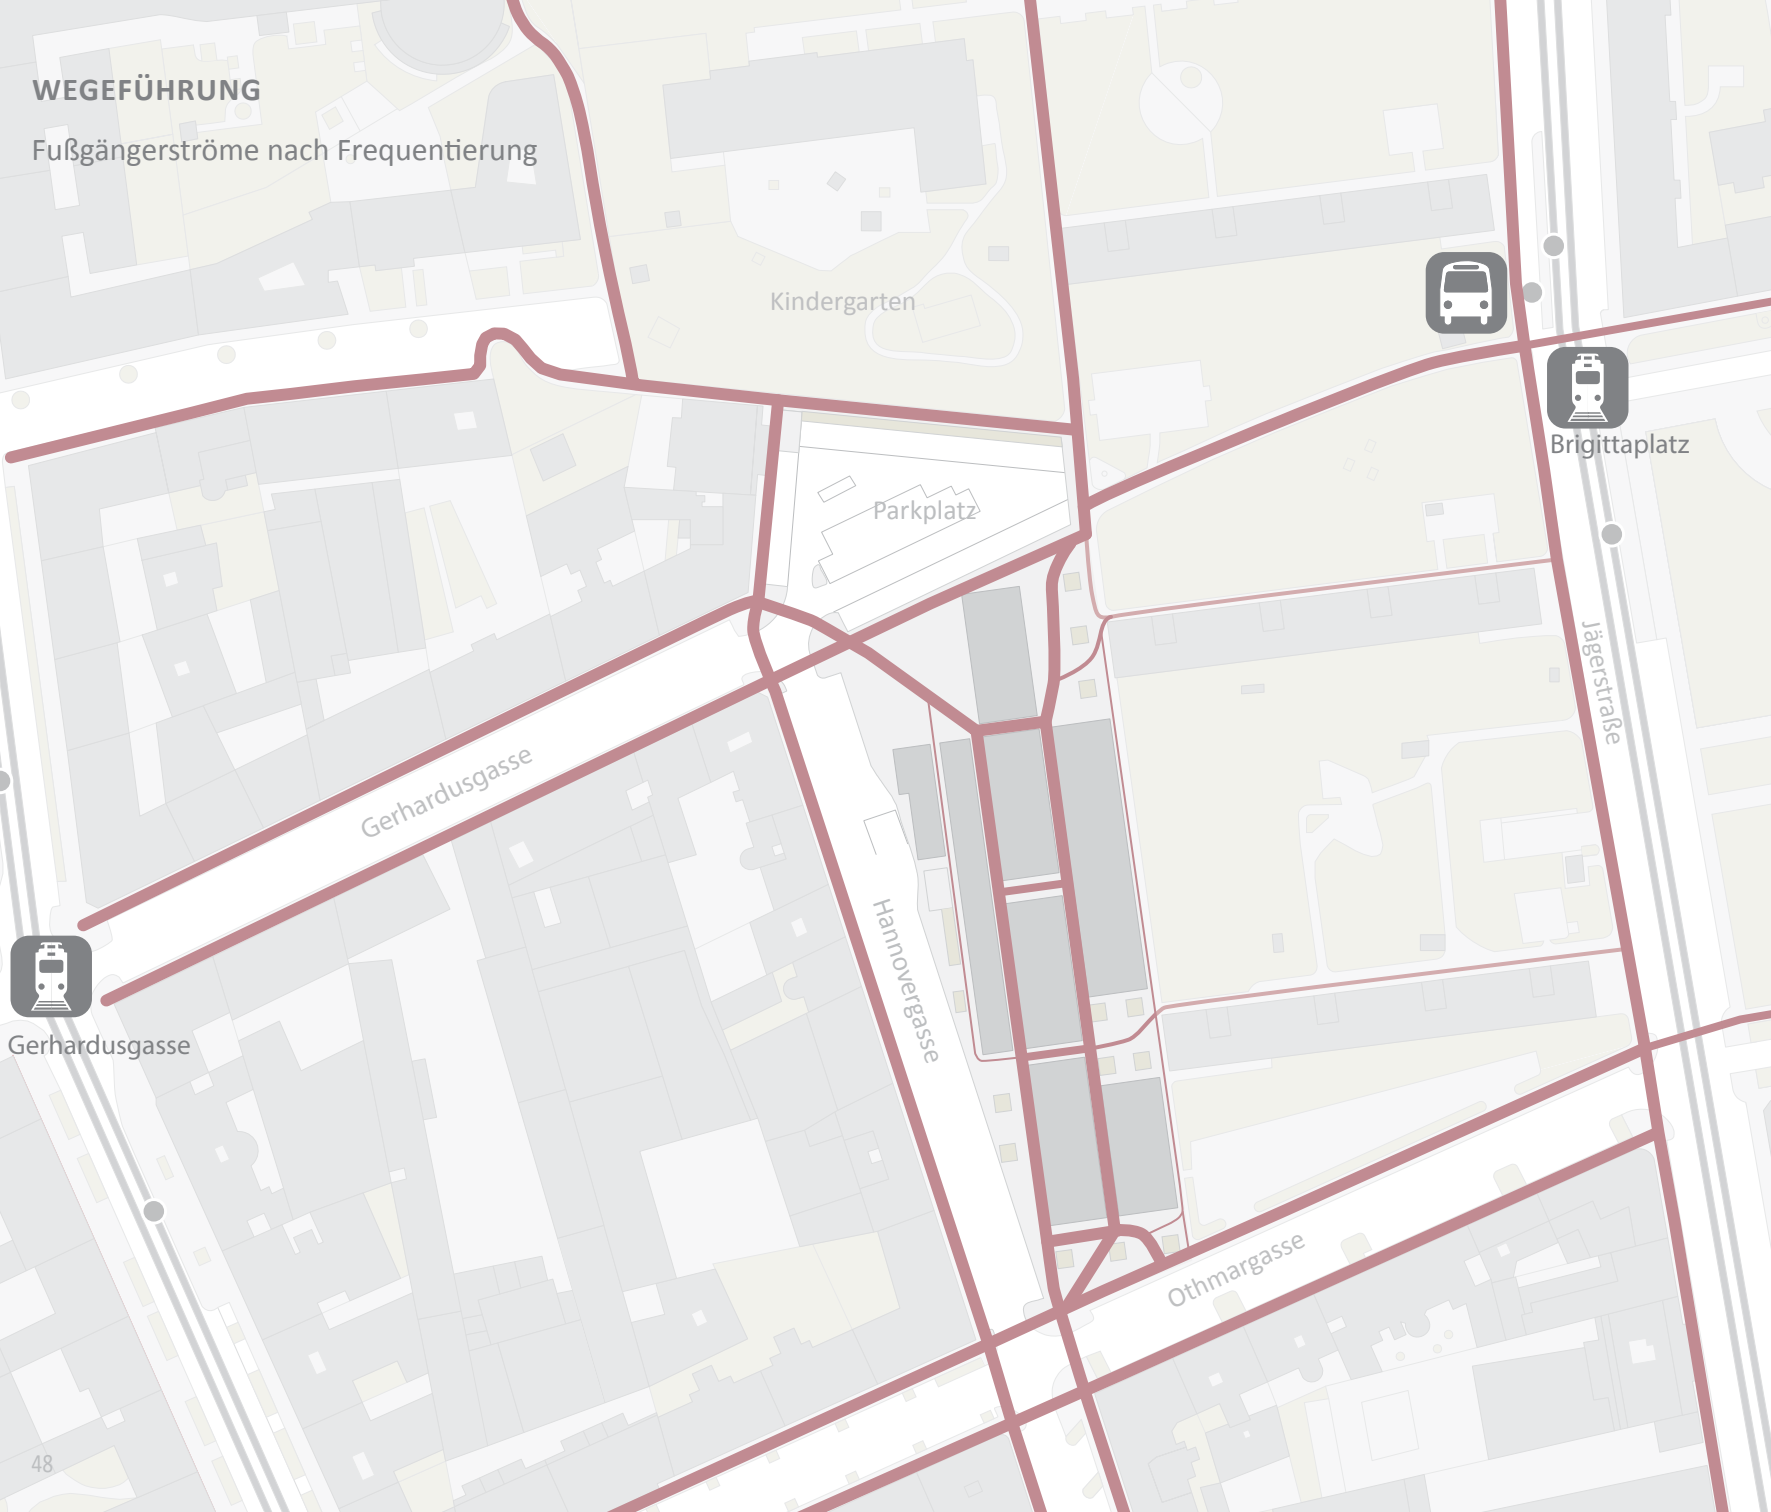 WEGEFÜHRUNG
Fußgängerströme nach Frequentierung
Kindergarten
Brigittaplatz
Parkplatz
Jägerstraße
Gerhardusgasse
Hannovergasse
Gerhardusgasse
Othmargasse
48